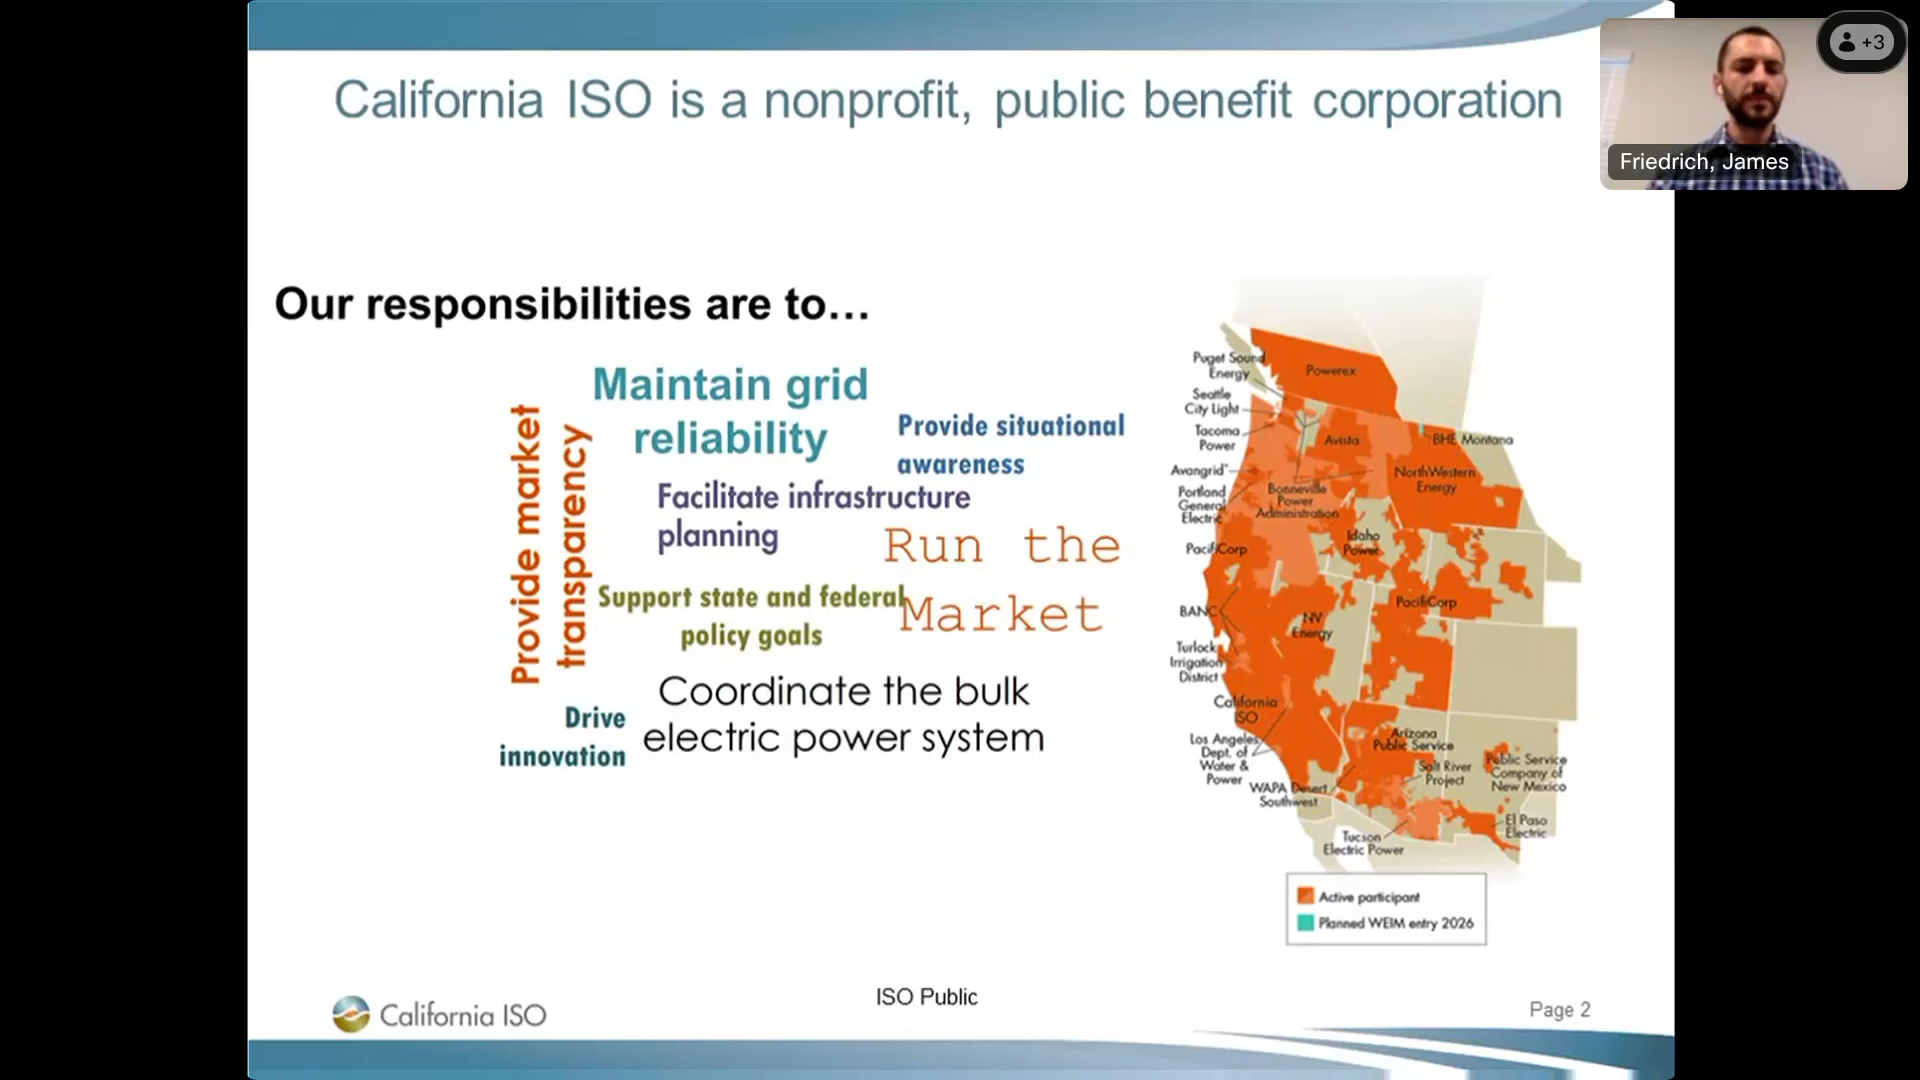 California ISO is a nonprofit, public benefit corporation
+3
Friedrich, James
Our responsibilities are to...
Maintain grid
reliability
Provide market
transparency
Provide situational
awareness
Facilitate infrastructure
planning
Run the
Market
Support state and federal
policy goals
Coordinate the bulk
electric power system
Drive
innovation
Puget Sound
Energy
Powerex
Seattle
City Light
Tacoma
Power
Avista
BHE Montana
Avangrid*
NorthWestern
Energy
Portland
General
Electric
Bonneville
Power
Administration
Idaho
Power
PacifiCorp
PacifiCorp
BANC
NV
Energy
Turlock
Irrigation
District
California
ISO
Los Angeles
Dept. of
Water &
Power
Arizona
Public Service
Salt River
Project
Public Service
Company of
New Mexico
WAPA Desert
Southwest
El Paso
Electric
Tucson
Electric Power
Active participant
Planned WEIM entry 2026
California ISO
ISO Public
Page 2